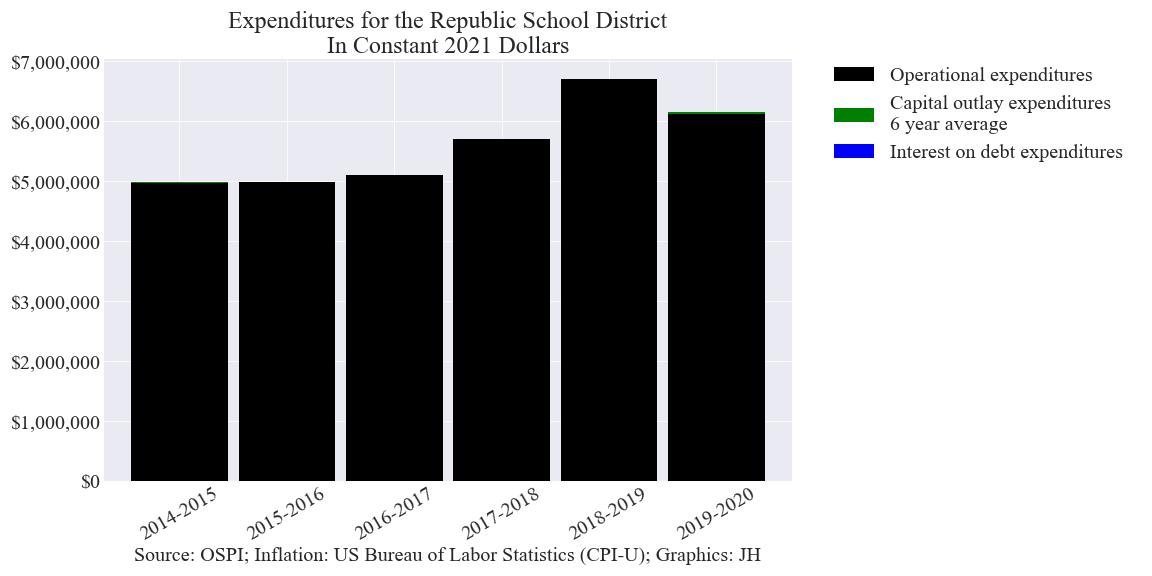 Expenditures for the Republic School District
In Constant 2021 Dollars
$7,000,000
$6,000,000
$5,000,000
$4,000,000
$3,000,000
$2,000,000
$1,000,000
$0
2014-2015
2015-2016
2016-2017
2017-2018
2018-2019
2019-2020
Source: OSPI; Inflation: US Bureau of Labor Statistics (CPI-U); Graphics: JH
Operational expenditures
Capital outlay expenditures
6 year average
Interest on debt expenditures